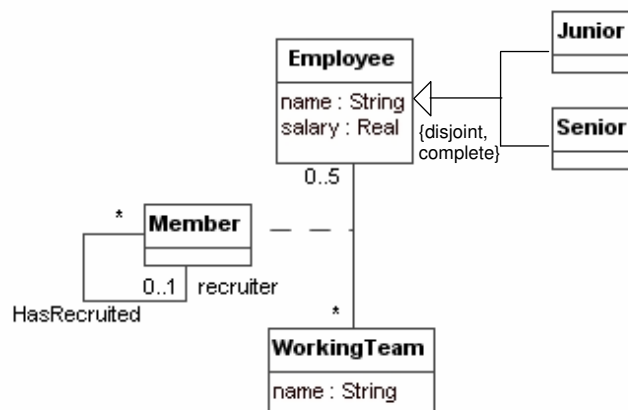 Junior
Employee
name : String
salary : Real
{disjoint,
complete}
Senior
0..5
*
Member
0..1 recruiter
HasRecruited
*
WorkingTeam
name : String